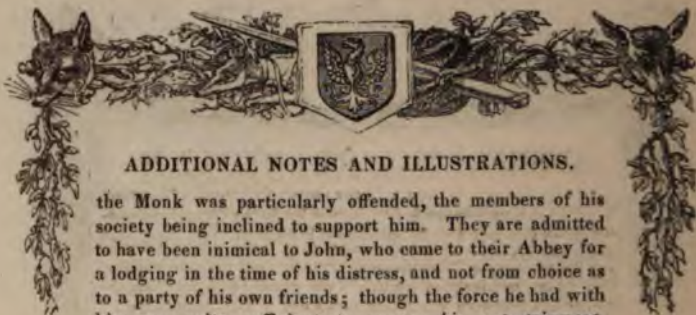 ADDITIONAL NOTES AND ILLUSTRATIONS.
the Monk was particularly offended, the members of his
society being inclined to support him. They are admitted
to have been inimical to John, who came to their Abbey for
a lodging in the time of his distress, and not from choice as
to a party of his own friends; though the force he had with